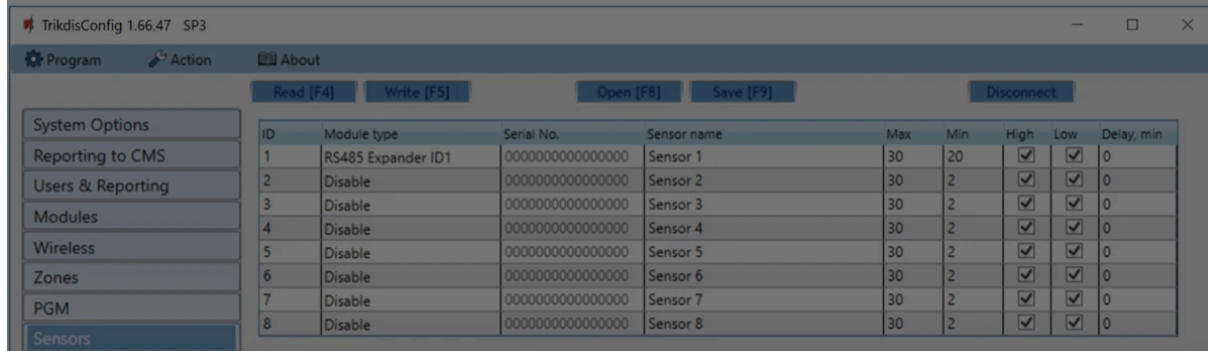 TrikdisConfig 1.66.47 SP3
Program Action About
Read [F4] Write [F5] Open [F8] Save [F9] Disconnect
System Options
Reporting to CMS
Users & Reporting
Modules
Wireless
Zones
PGM
Sensors
ID Module type Serial No. Sensor name Max Min High Low Delay, min
1 RS485 Expander ID1 0000000000000000 Sensor 1 30 20 0
2 Disable 0000000000000000 Sensor 2 30 2 0
3 Disable 0000000000000000 Sensor 3 30 2 0
4 Disable 0000000000000000 Sensor 4 30 2 0
5 Disable 0000000000000000 Sensor 5 30 2 0
6 Disable 0000000000000000 Sensor 6 30 2 0
7 Disable 0000000000000000 Sensor 7 30 2 0
8 Disable 0000000000000000 Sensor 8 30 2 0